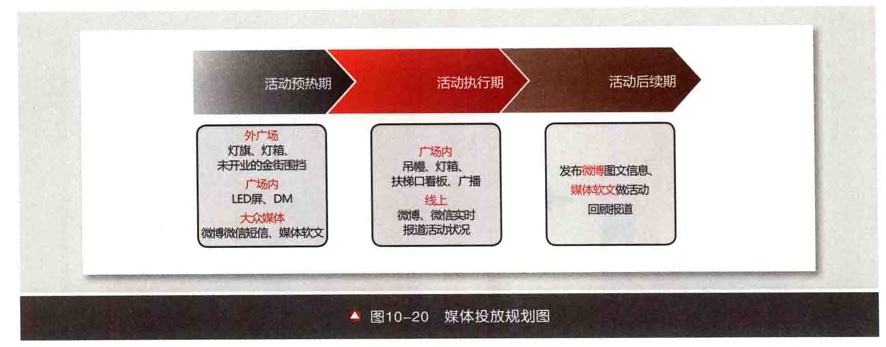 活动预热期
活动执行期
活动后续期
外广场
灯旗、灯箱、
未开业的金街围挡
广场内
LED屏、DM
大众媒体
微博微信短信、媒体软文
广场内
吊幔、灯箱、
扶梯口看板、广播
线上
微博、微信实时
报道活动状况
发布微博图文信息、
媒体软文做活动
回顾报道
图10-20 媒体投放规划图